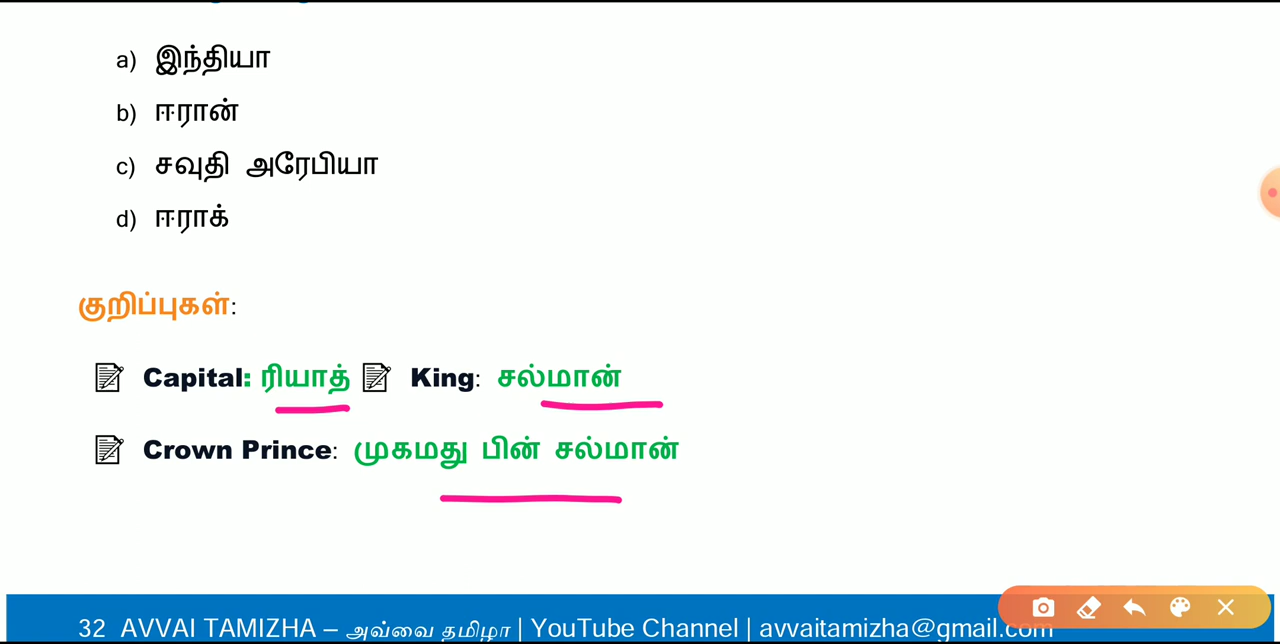 a) இந்தியா
b) ஈரான்
c) சவுதி அரேபியா
d) ஈராக்
குறிப்புகள்:
Capital: ரியாத் King: சல்மான்
Crown Prince: முகமது பின் சல்மான்
32 AVVAI TAMIZHA – அவ்வை தமிழா | YouTube Channel | avvaitamizha@gmail.com